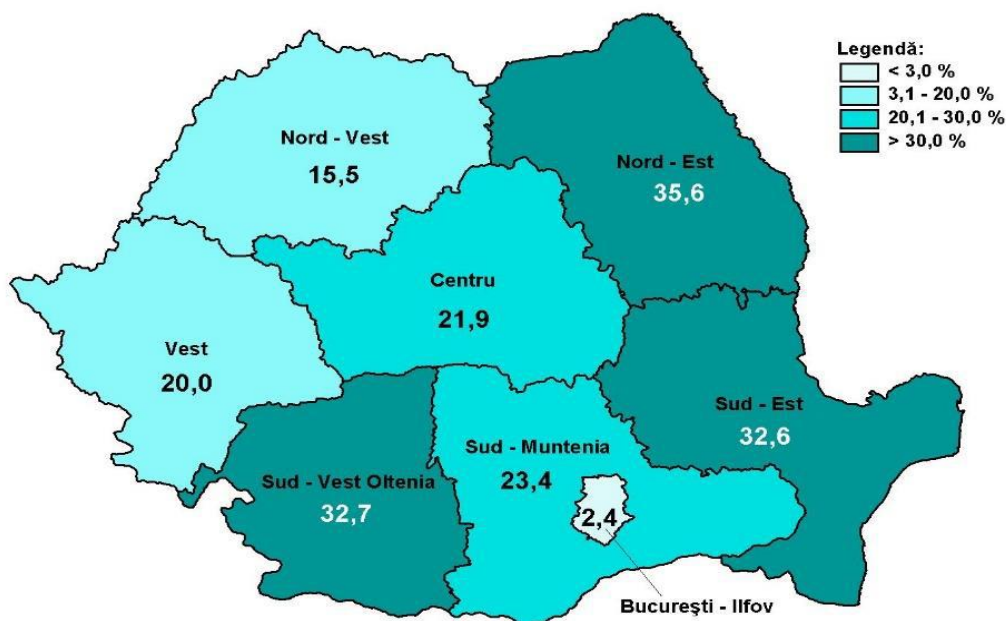 Legendă:
< 3,0 %
3,1 - 20,0 %
20,1 - 30,0 %
> 30,0 %
Nord - Vest
15,5
Nord - Est
35,6
Centru
21,9
Vest
20,0
Sud - Est
32,6
Sud - Muntenia
23,4
Sud - Vest Oltenia
32,7
2,4
Bucureşti - Ilfov